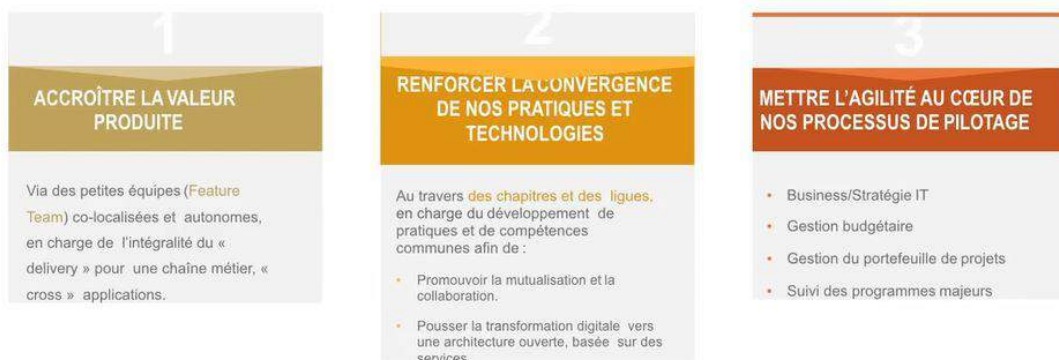 1
ACCROÎTRE LA VALEUR
PRODUITE
Via des petites équipes (Feature
Team) co-localisées et autonomes,
en charge de l'intégralité du «
delivery » pour une chaîne métier, «
cross » applications.
2
RENFORCER LA CONVERGENCE
DE NOS PRATIQUES ET
TECHNOLOGIES
Au travers des chapitres et des ligues,
en charge du développement de
pratiques et de compétences
communes afin de :
• Promouvoir la mutualisation et la
collaboration.
• Pousser la transformation digitale vers
une architecture ouverte, basée sur des
services
3
METTRE L'AGILITÉ AU CŒUR DE
NOS PROCESSUS DE PILOTAGE
• Business/Stratégie IT
• Gestion budgétaire
• Gestion du portefeuille de projets
• Suivi des programmes majeurs